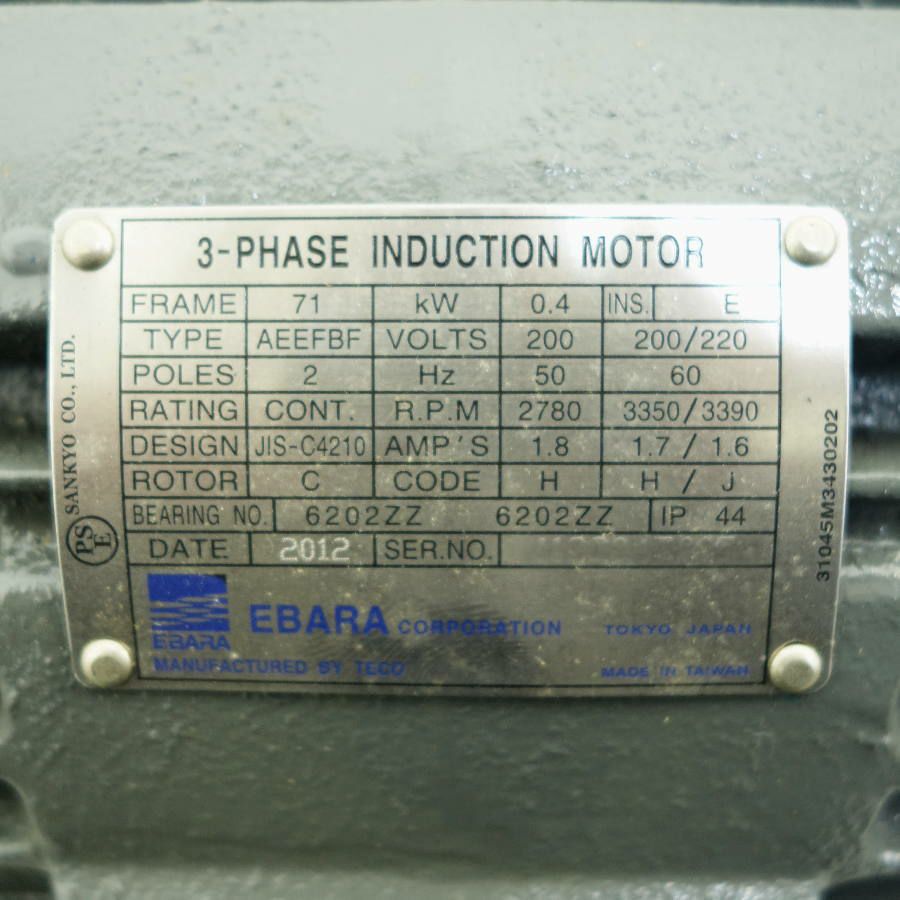 3-PHASE INDUCTION MOTOR
FRAME 71 kW 0.4 INS. E
TYPE AEEFBF VOLTS 200 200/220
POLES 2 Hz 50 60
RATING CONT. R.P.M 2780 3350/3390
DESIGN JIS-C4210 AMP'S 1.8 1.7 / 1.6
ROTOR C CODE H H / J
BEARING NO. 6202ZZ 6202ZZ IP 44
DATE 2012 SER.NO.
EBARA
EBARA CORPORATION TOKYO JAPAN
MANUFACTURED BY TECO MADE IN TAIWAN
PSE SANKYO CO., LTD.
31045M3430202